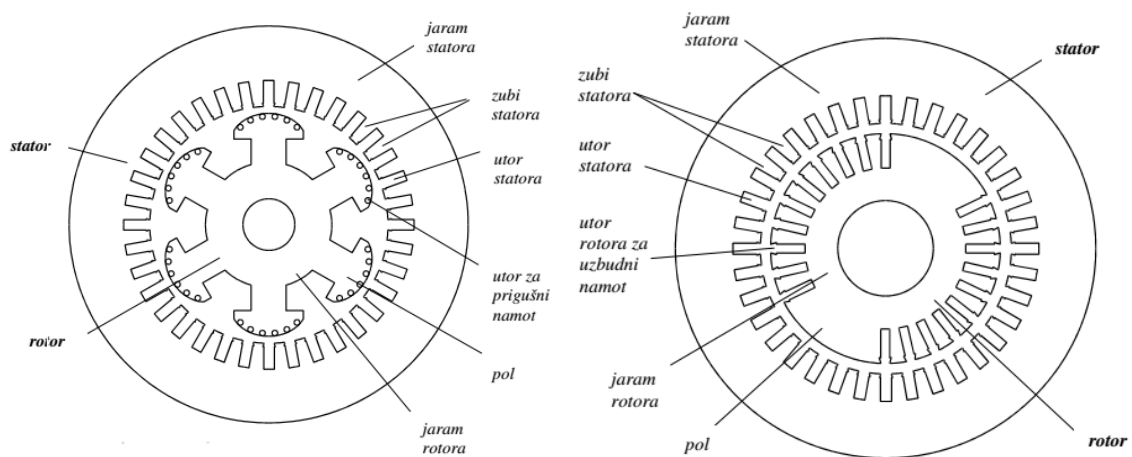 jaram
statora
zubi
statora
stator
utor
statora
utor za
prigušni
namot
rotor
pol
jaram
rotora
jaram
statora
stator
zubi
statora
utor
statora
utor
rotora za
uzbudni
namot
jaram
rotora
pol
rotor